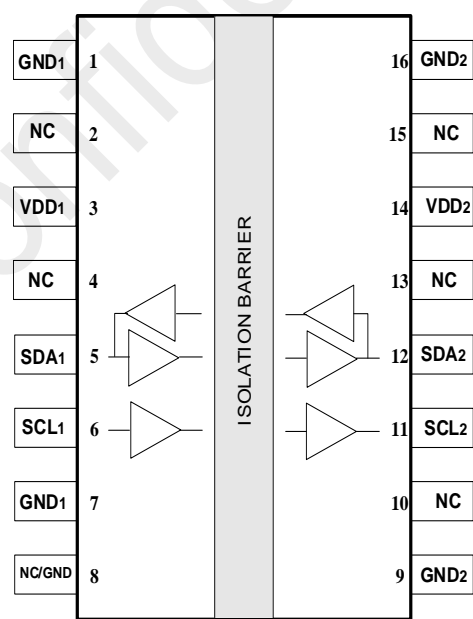 GND1 1 16 GND2
NC 2 15 NC
VDD1 3 14 VDD2
NC 4 13 NC
ISOLATION BARRIER
SDA1 5 12 SDA2
SCL1 6 11 SCL2
GND1 7 10 NC
NC/GND 8 9 GND2